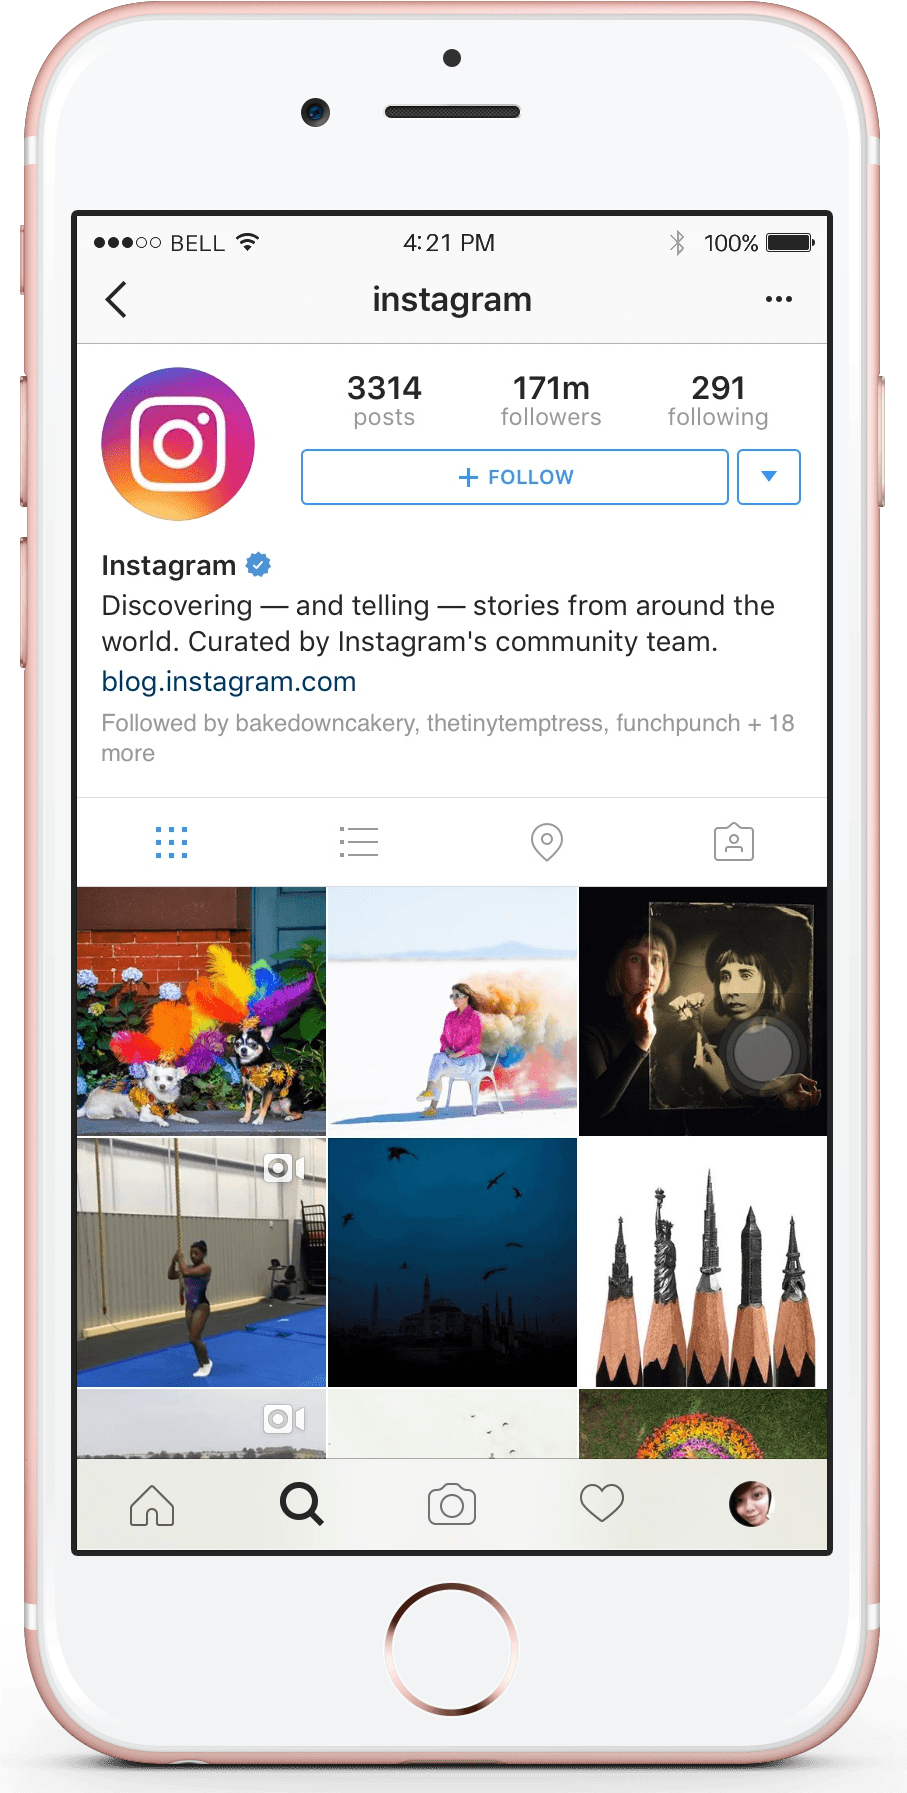 BELL 4:21 PM 100%
instagram
3314 171m 291
posts followers following
+ FOLLOW
Instagram
Discovering — and telling — stories from around the
world. Curated by Instagram's community team.
blog.instagram.com
Followed by bakedowncakery, thetinytemptress, funchpunch + 18
more